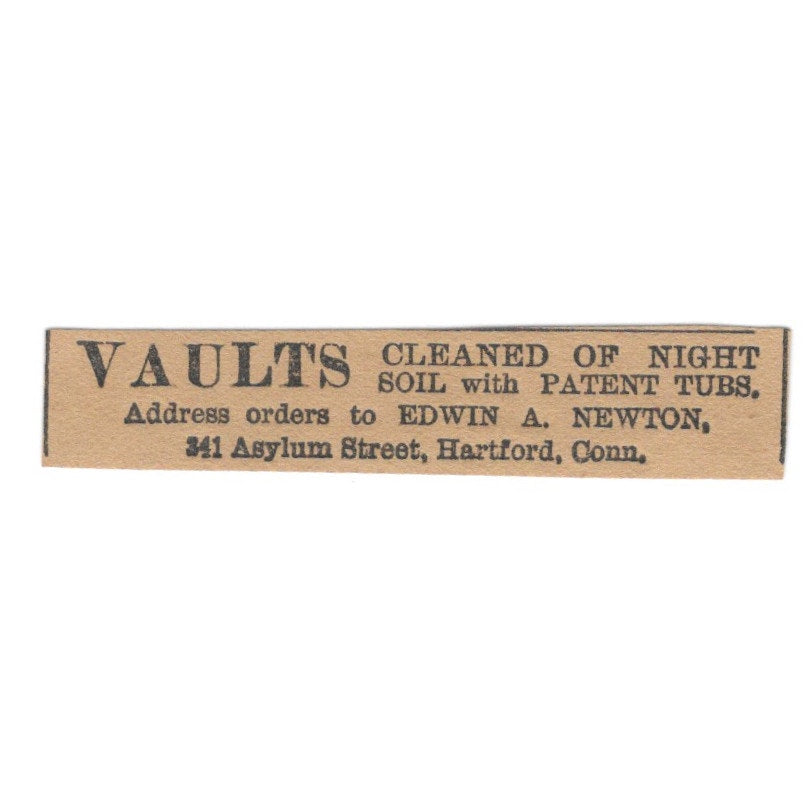 VAULTS CLEANED OF NIGHT
SOIL with PATENT TUBS.
Address orders to EDWIN A. NEWTON,
341 Asylum Street, Hartford, Conn.